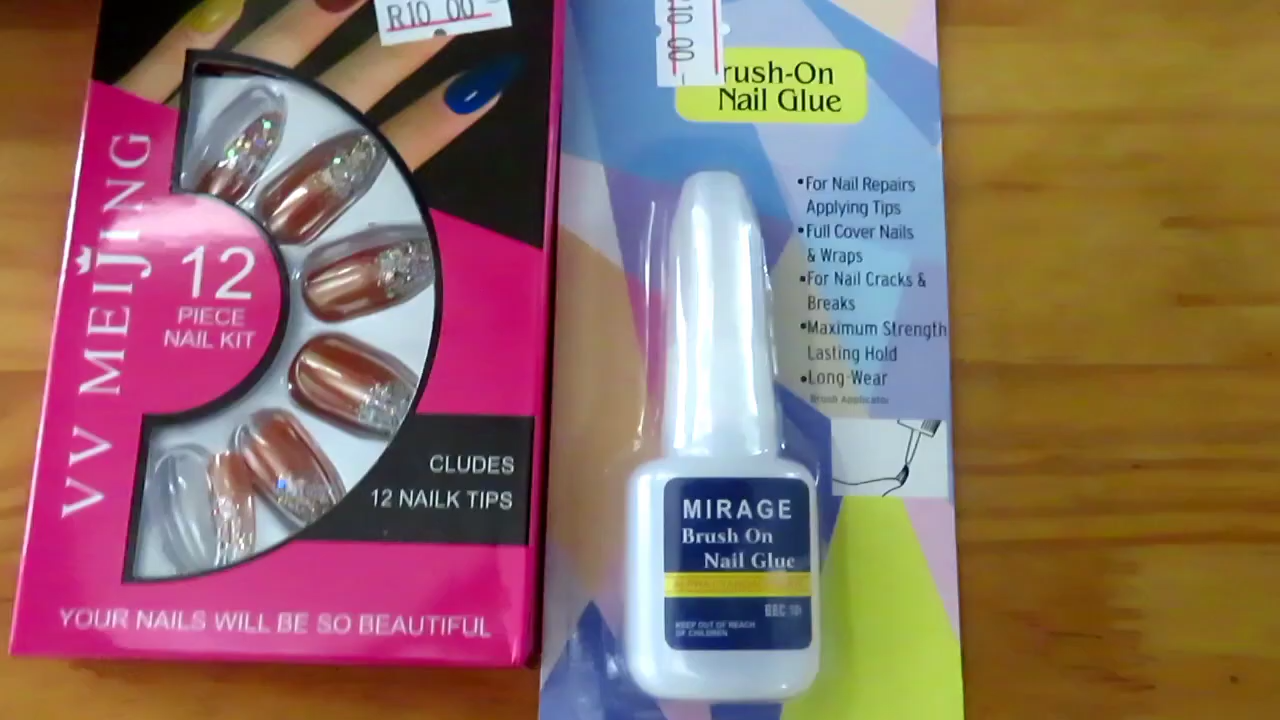 R10 00
VV MEIJING
12
PIECE
NAIL KIT
CLUDES
12 NAILK TIPS
YOUR NAILS WILL BE SO BEAUTIFUL
10 00
rush-On
Nail Glue
•For Nail Repairs
Applying Tips
•Full Cover Nails
& Wraps
•For Nail Cracks &
Breaks
•Maximum Strength
Lasting Hold
•Long-Wear
Brush Applicator
MIRAGE
Brush On
Nail Glue
KEEP OUT OF REACH
OF CHILDREN